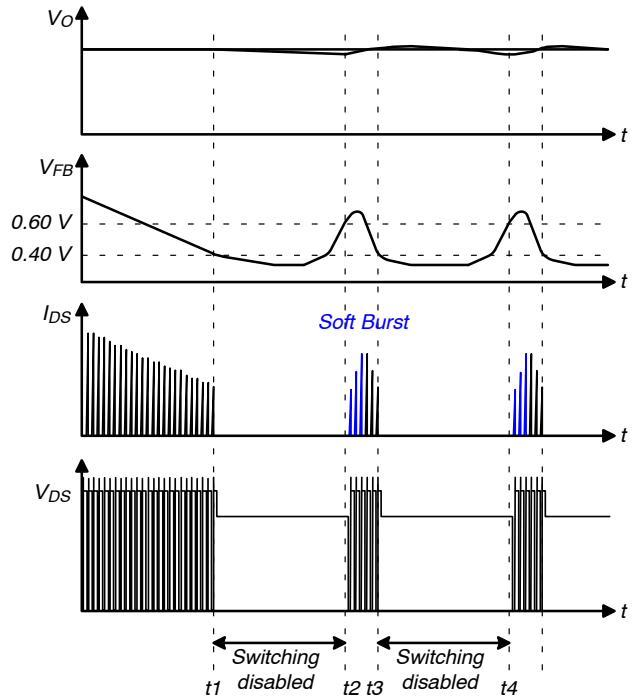 VO
t
VFB
0.60 V
0.40 V
t
IDS
Soft Burst
t
VDS
t
Switching
disabled
Switching
disabled
t1
t2 t3
t4